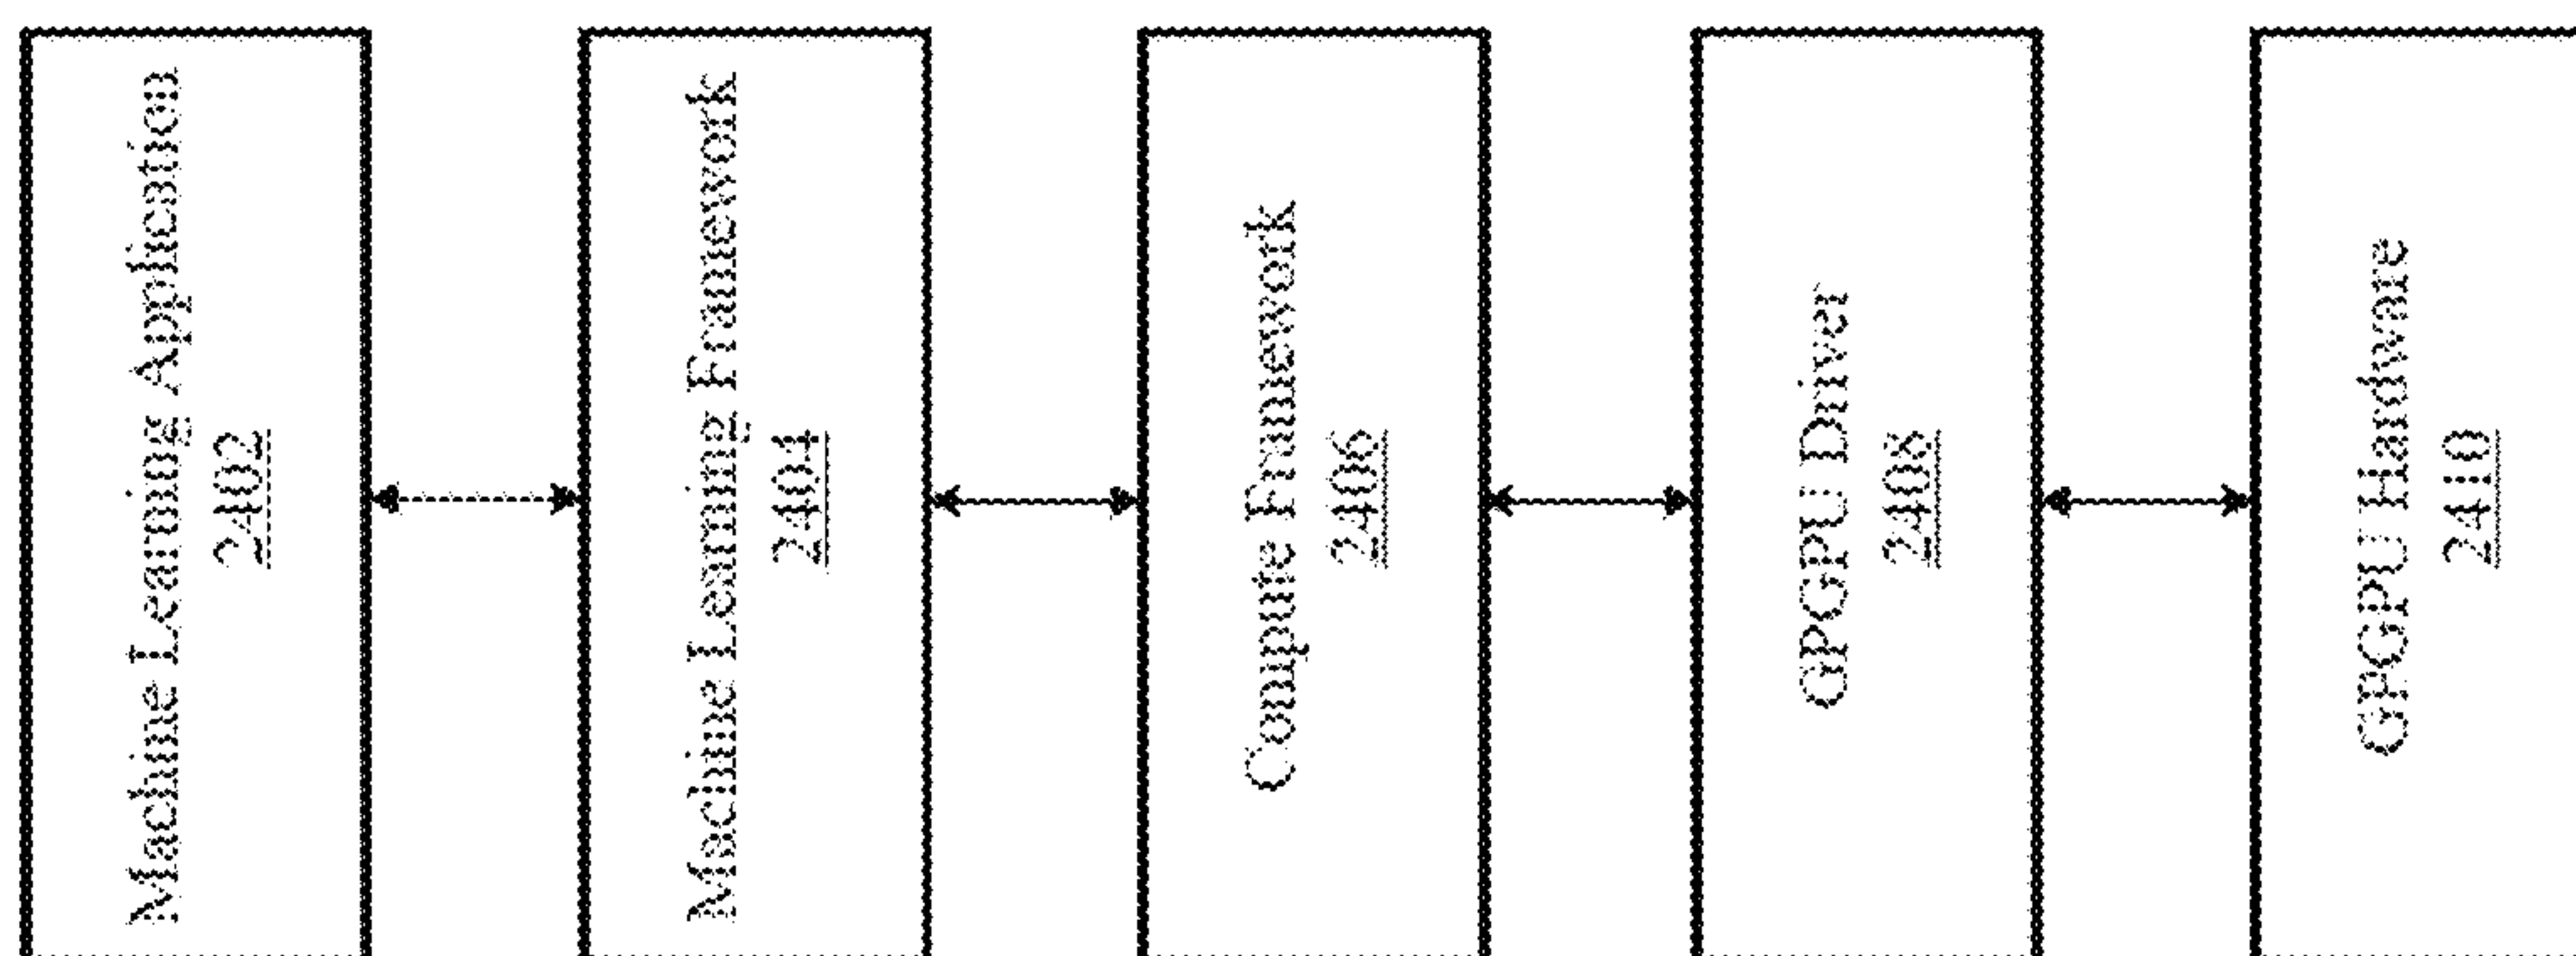 Machine Learning Application
2402
Machine Learning Framework
2404
Compute Framework
2406
GPGPU Driver
2408
GPGPU Hardware
2410